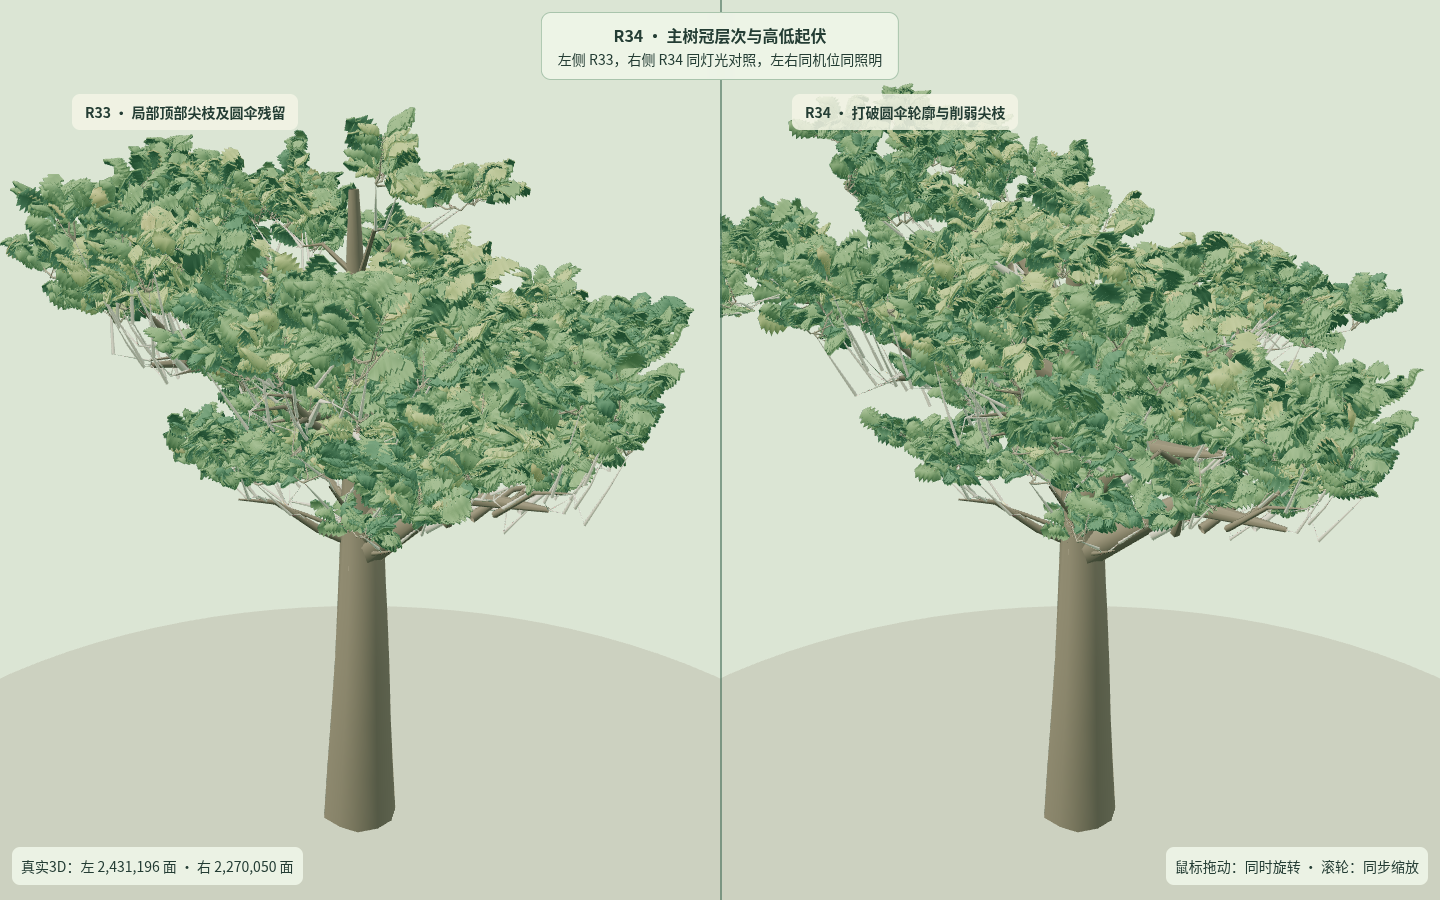 R34 · 主树冠层次与高低起伏
左侧 R33，右侧 R34 同灯光对照，左右同机位同照明
R33 · 局部顶部尖枝及圆伞残留
R34 · 打破圆伞轮廓与削弱尖枝
真实3D：左 2,431,196 面 · 右 2,270,050 面
鼠标拖动：同时旋转 · 滚轮：同步缩放